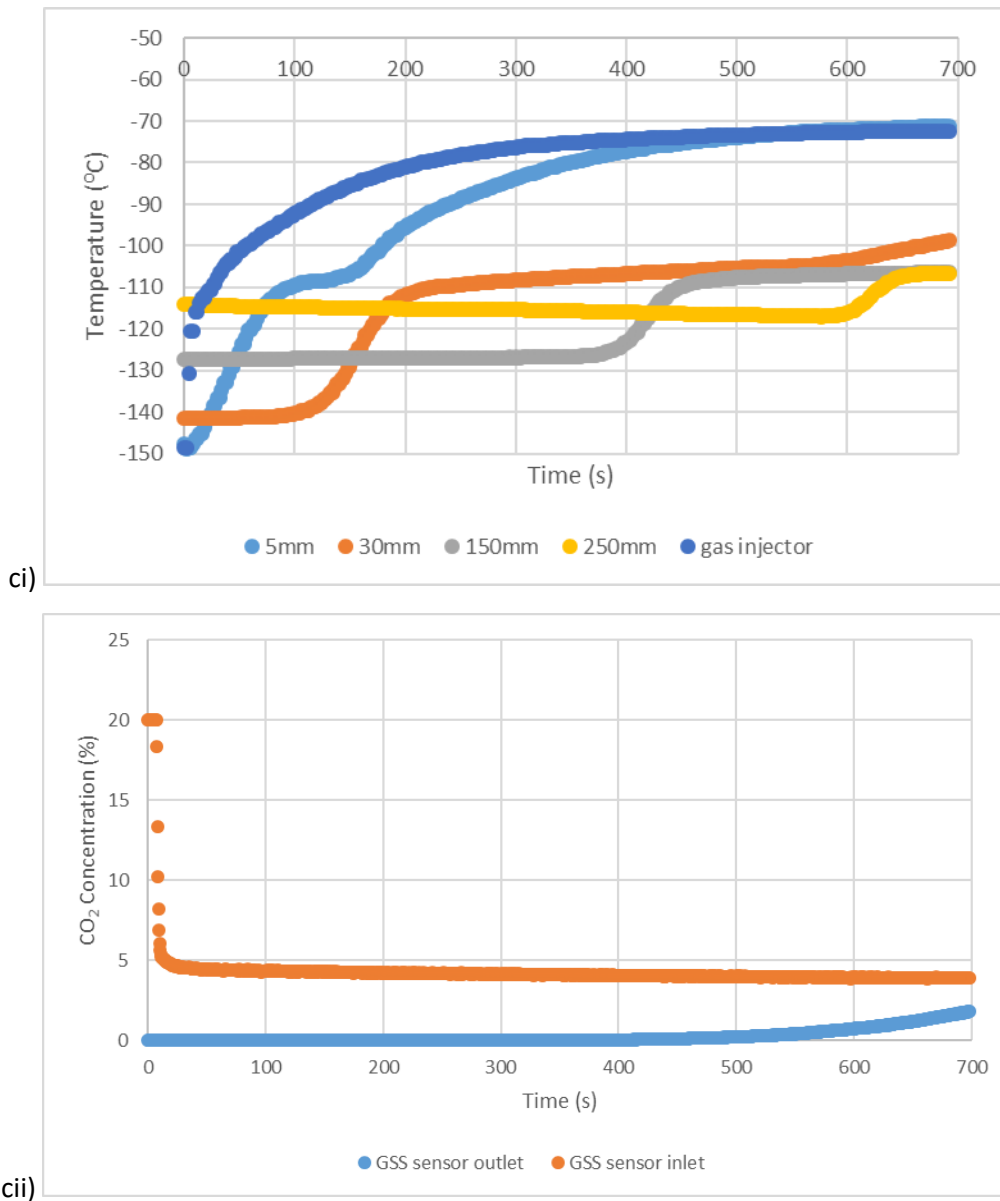 -50
-60
0 100 200 300 400 500 600 700
-70
-80
-90
-100
-110
-120
-130
-140
-150
Temperature (ᴼC)
Time (s)
5mm 30mm 150mm 250mm gas injector
ci)
25
20
15
10
5
0
CO₂ Concentration (%)
0 100 200 300 400 500 600 700
Time (s)
GSS sensor outlet GSS sensor inlet
cii)